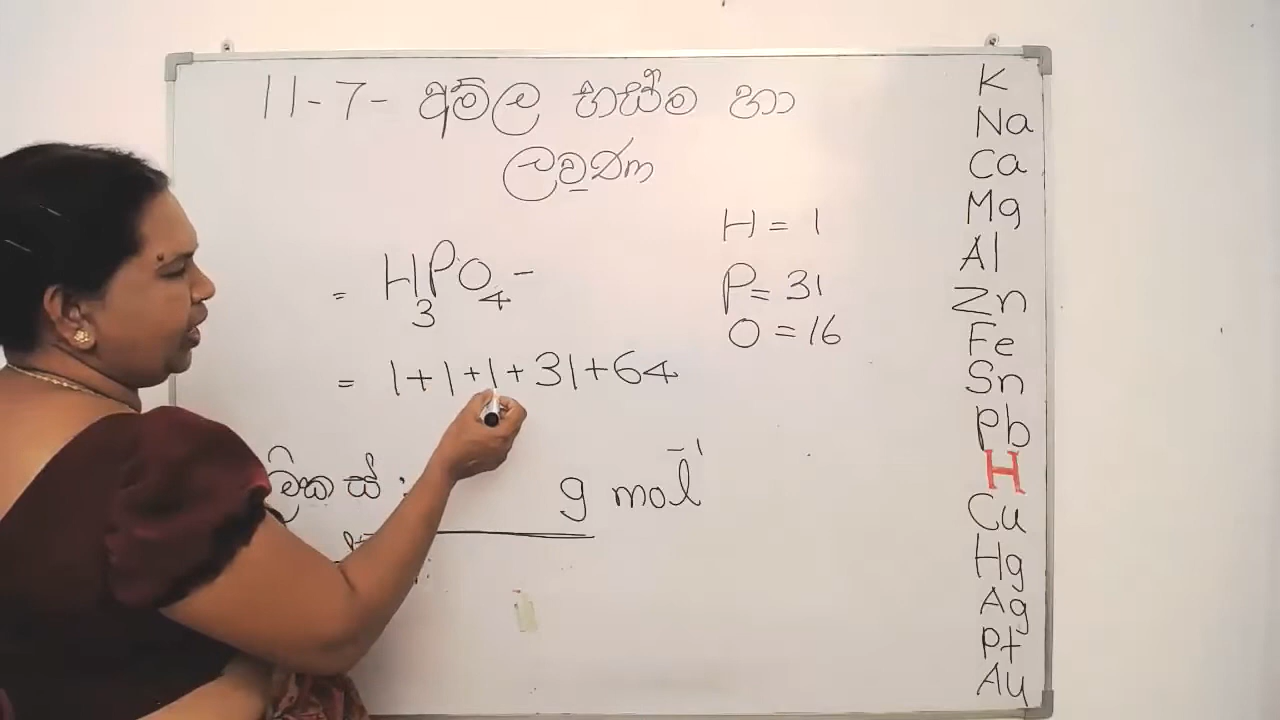 11-7- අම්ල භස්ම හා
ලවණ
= H3PO4-
= 1+1+1+31+64
g mol-1
H = 1
P = 31
O = 16
K
Na
Ca
Mg
Al
Zn
Fe
Sn
Pb
H
Cu
Hg
Ag
Pt
Au